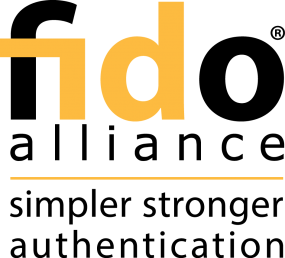 fido®
alliance
simpler stronger
authentication